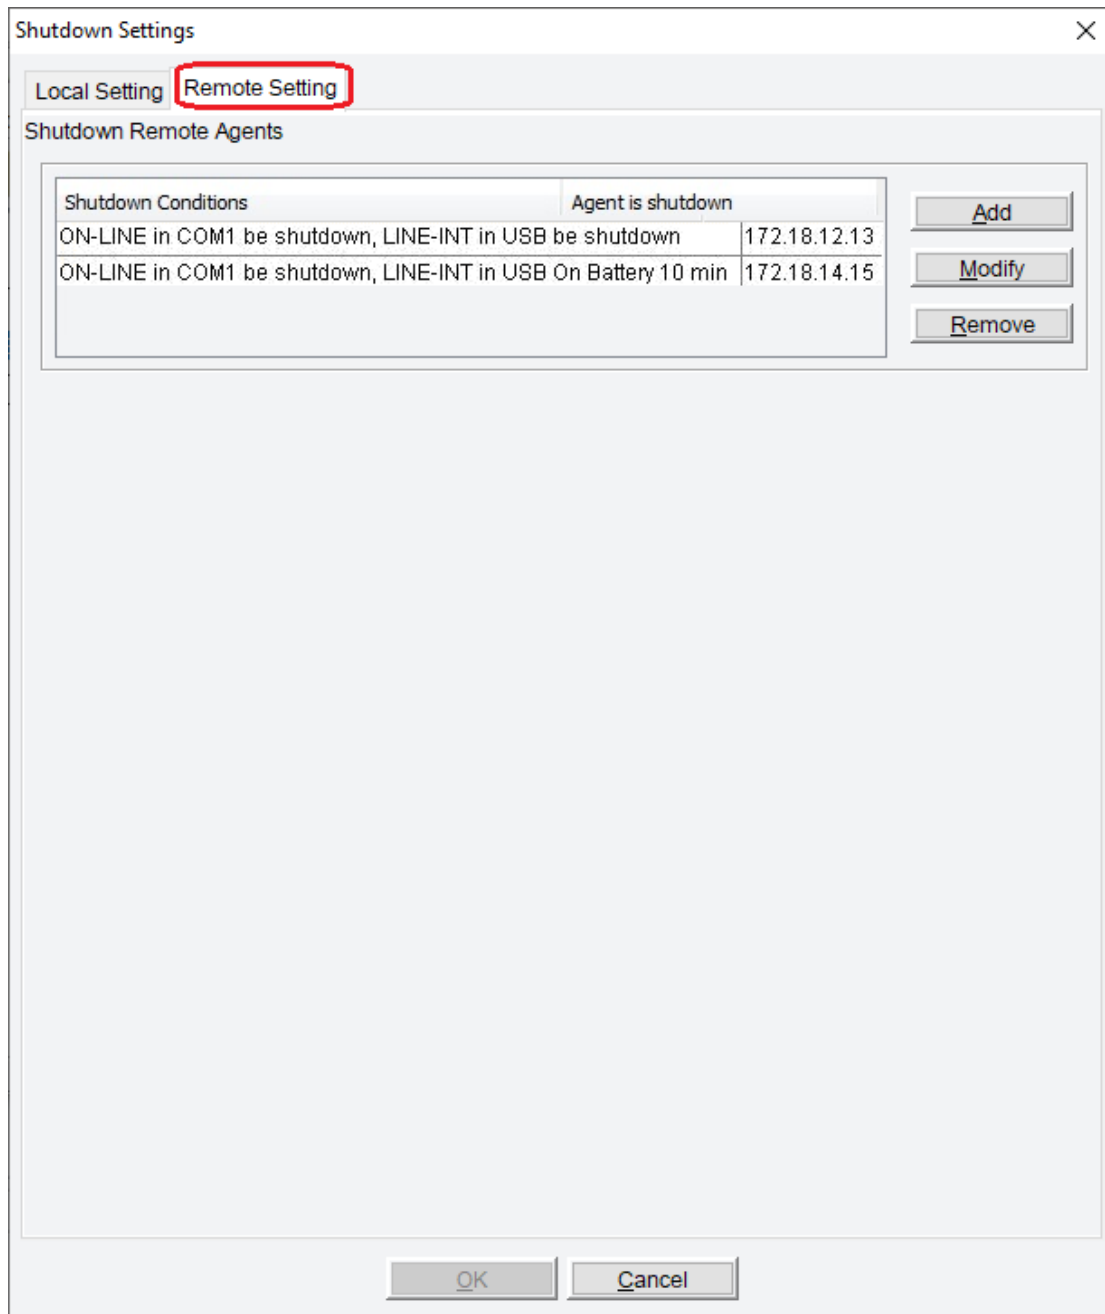 Shutdown Settings
Local Setting Remote Setting
Shutdown Remote Agents
Shutdown Conditions Agent is shutdown
ON-LINE in COM1 be shutdown, LINE-INT in USB be shutdown 172.18.12.13
ON-LINE in COM1 be shutdown, LINE-INT in USB On Battery 10 min 172.18.14.15
Add
Modify
Remove
OK Cancel